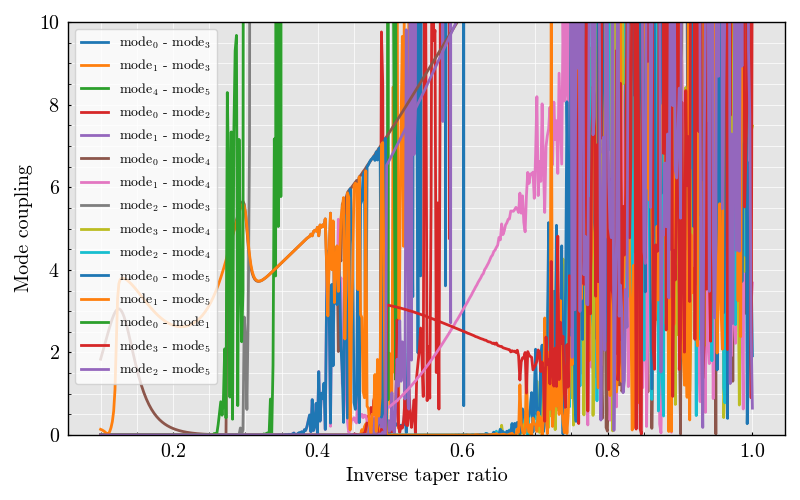 10
8
6
4
2
0
Mode coupling
mode0 - mode3
mode1 - mode3
mode4 - mode5
mode0 - mode2
mode1 - mode2
mode0 - mode4
mode1 - mode4
mode2 - mode3
mode3 - mode4
mode2 - mode4
mode0 - mode5
mode1 - mode5
mode0 - mode1
mode3 - mode5
mode2 - mode5
0.2 0.4 0.6 0.8 1.0
Inverse taper ratio